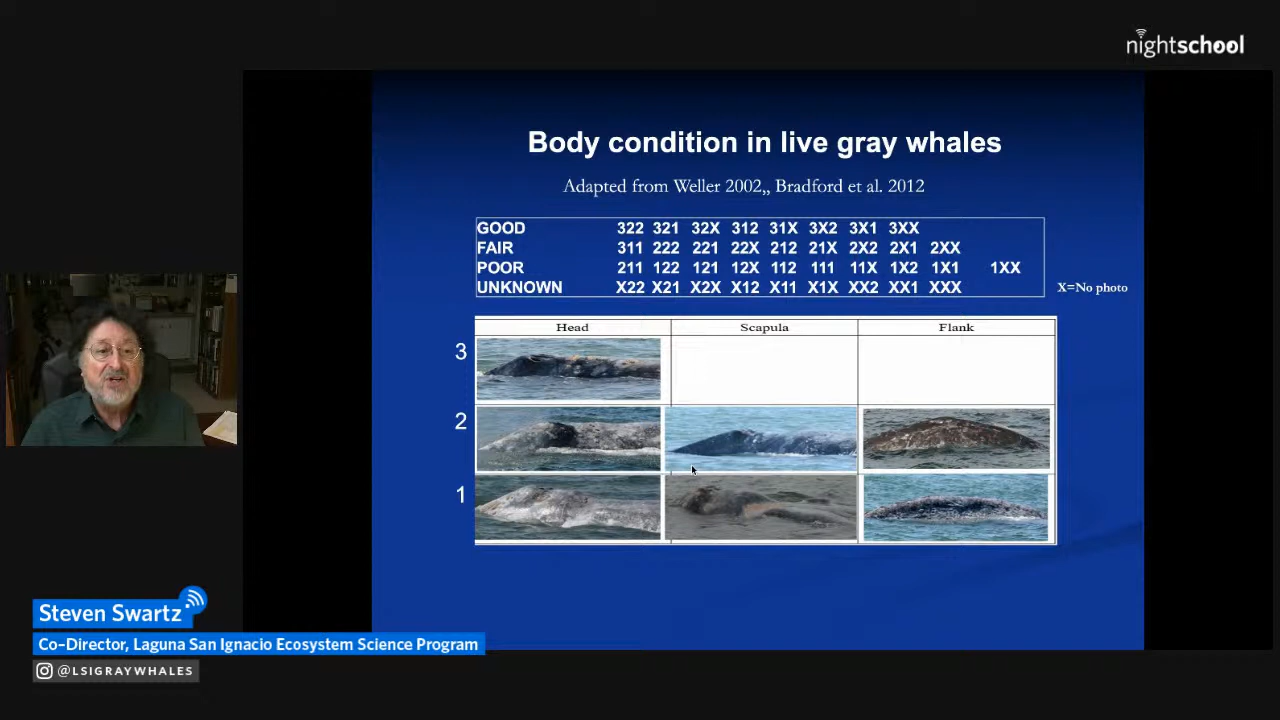 nightschool
Body condition in live gray whales
Adapted from Weller 2002,, Bradford et al. 2012
GOOD 322 321 32X 312 31X 3X2 3X1 3XX
FAIR 311 222 221 22X 212 21X 2X2 2X1 2XX
POOR 211 122 121 12X 112 111 11X 1X2 1X1 1XX
UNKNOWN X22 X21 X2X X12 X11 X1X XX2 XX1 XXX
X=No photo
Head Scapula Flank
3
2
1
Steven Swartz
Co-Director, Laguna San Ignacio Ecosystem Science Program
@LSIGRAYWHALES